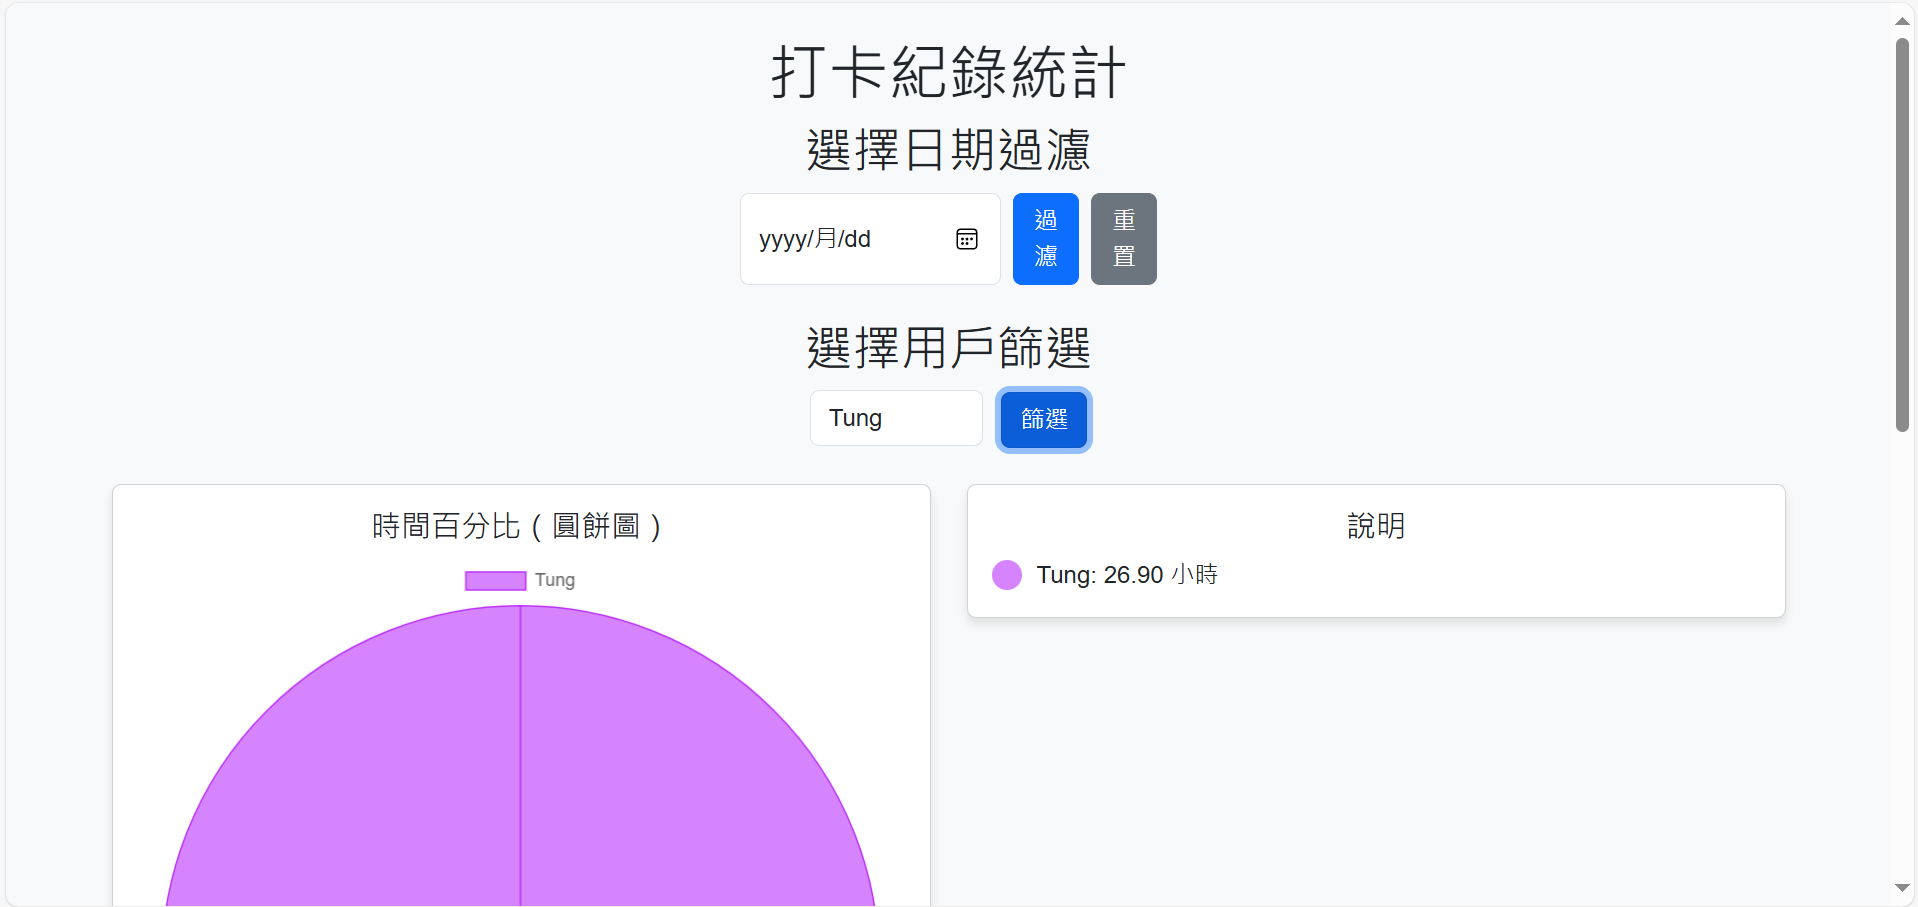 打卡紀錄統計
選擇日期過濾
yyyy/月/dd
過濾
重置
選擇用戶篩選
Tung
篩選
時間百分比（圓餅圖）
Tung
說明
Tung: 26.90 小時